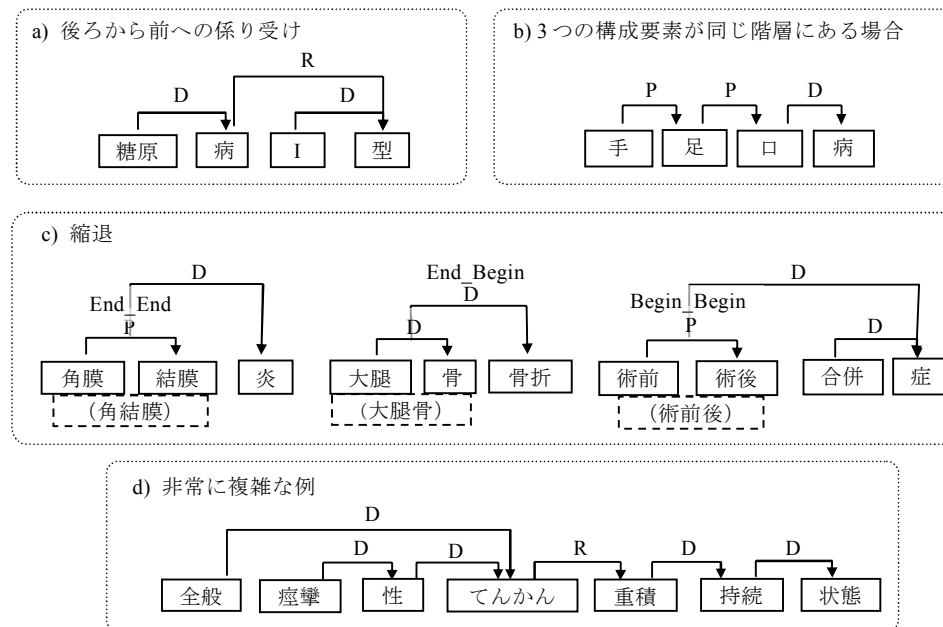 a) 後ろから前への係り受け
R
D D
糖原 病 I 型
b) 3 つの構成要素が同じ階層にある場合
P P D
手 足 口 病
c) 縮退
D
End_End
P
角膜 結膜 炎
(角結膜)
End_Begin
D
D
大腿 骨 骨折
(大腿骨)
D
Begin_Begin
P D
術前 術後 合併 症
(術前後)
d) 非常に複雑な例
D
D D R D D
全般 痙攣 性 てんかん 重積 持続 状態